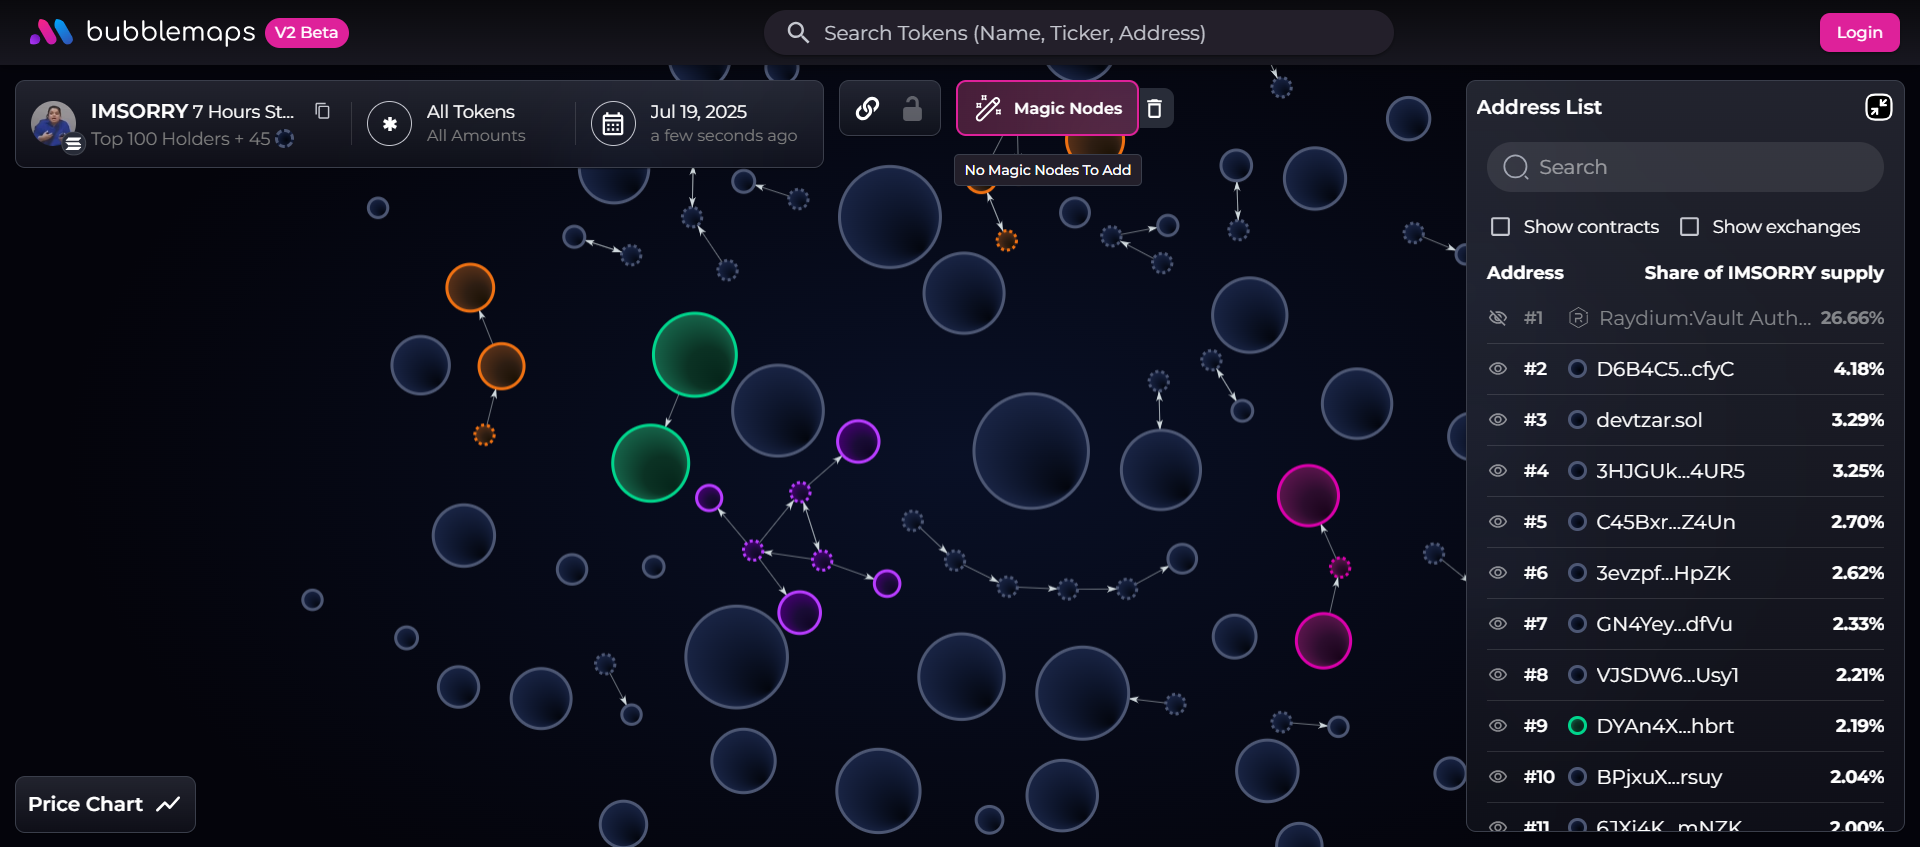 bubblemaps V2 Beta
Search Tokens (Name, Ticker, Address)
Login
IMSORRY 7 Hours St...
Top 100 Holders + 45
All Tokens
All Amounts
Jul 19, 2025
a few seconds ago
Magic Nodes
No Magic Nodes To Add
Address List
Search
Show contracts
Show exchanges
Address Share of IMSORRY supply
#1 Raydium:Vault Auth... 26.66%
#2 D6B4C5...cfyC 4.18%
#3 devtzar.sol 3.29%
#4 3HJGUk...4UR5 3.25%
#5 C45Bxr...Z4Un 2.70%
#6 3evzpf...HpZK 2.62%
#7 GN4Yey...dfVu 2.33%
#8 VJSDW6...Usy1 2.21%
#9 DYAn4X...hbrt 2.19%
#10 BPjxuX...rsuy 2.04%
#11 6JXj4K...mNZK 2.00%
Price Chart